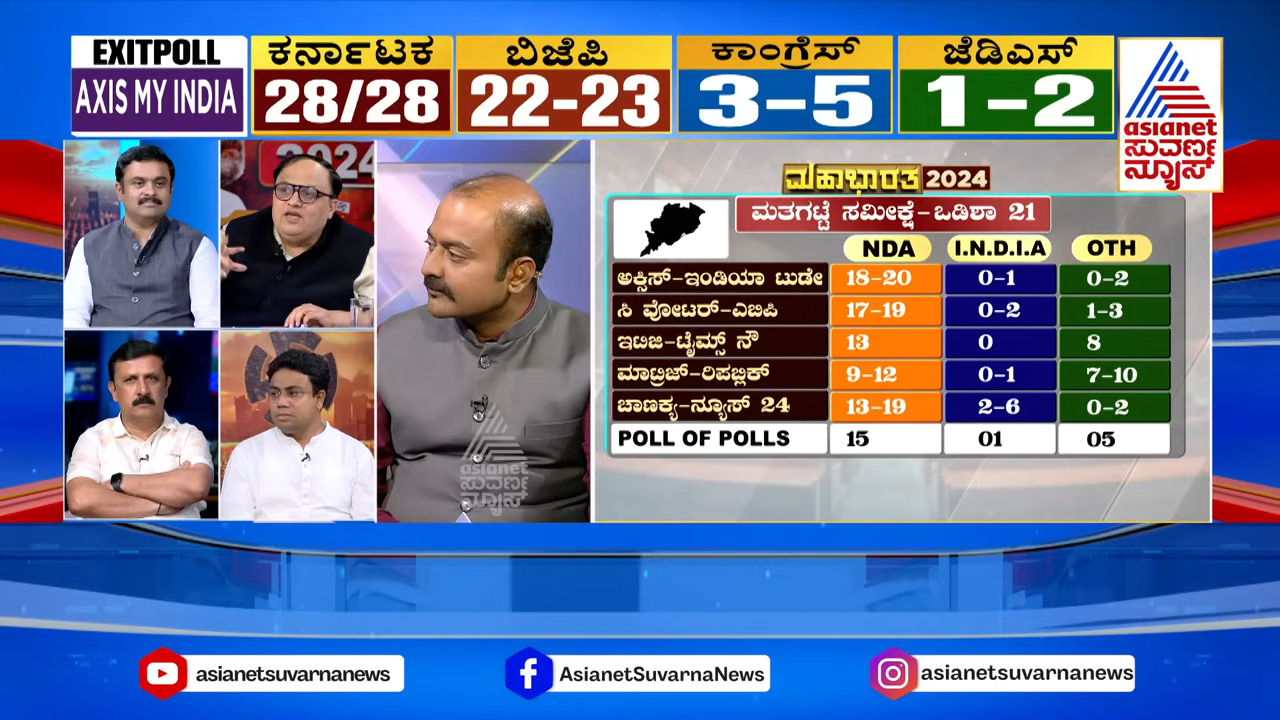 EXITPOLL
AXIS MY INDIA
ಕರ್ನಾಟಕ
28/28
ಬಿಜೆಪಿ
22-23
ಕಾಂಗ್ರೆಸ್
3-5
ಜೆಡಿಎಸ್
1-2
asianet
ಸುವರ್ಣ
ನ್ಯೂಸ್
2024
ಮಹಾಭಾರತ 2024
ಮತಗಟ್ಟೆ ಸಮೀಕ್ಷೆ-ಒಡಿಶಾ 21
NDA I.N.D.I.A OTH
ಅಕ್ಸಿಸ್-ಇಂಡಿಯಾ ಟುಡೇ 18-20 0-1 0-2
ಸಿ ವೋಟರ್-ಎಬಿಪಿ 17-19 0-2 1-3
ಇಟಿಜಿ-ಟೈಮ್ಸ್ ನೌ 13 0 8
ಮಾಟ್ರಿಜ್-ರಿಪಬ್ಲಿಕ್ 9-12 0-1 7-10
ಚಾಣಕ್ಯ-ನ್ಯೂಸ್ 24 13-19 2-6 0-2
POLL OF POLLS 15 01 05
asianet
ಸುವರ್ಣ
ನ್ಯೂಸ್
asianetsuvarnanews
AsianetSuvarnaNews
asianetsuvarnanews